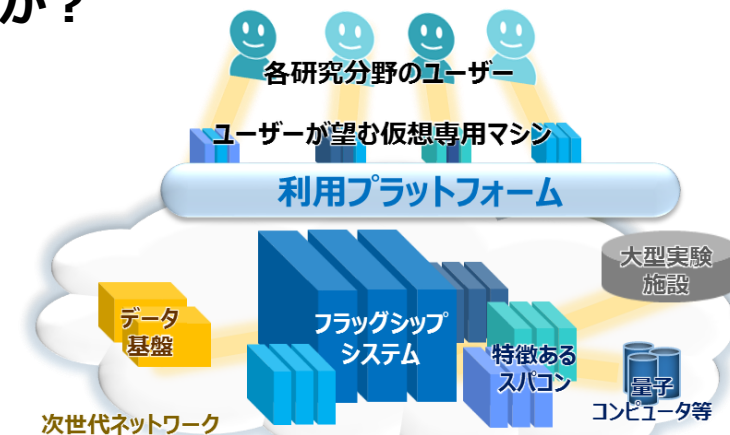 か？
各研究分野のユーザー
ユーザーが望む仮想専用マシン
利用プラットフォーム
大型実験
施設
データ
基盤
フラッグシップ
システム
特徴ある
スパコン
量子
コンピュータ等
次世代ネットワーク